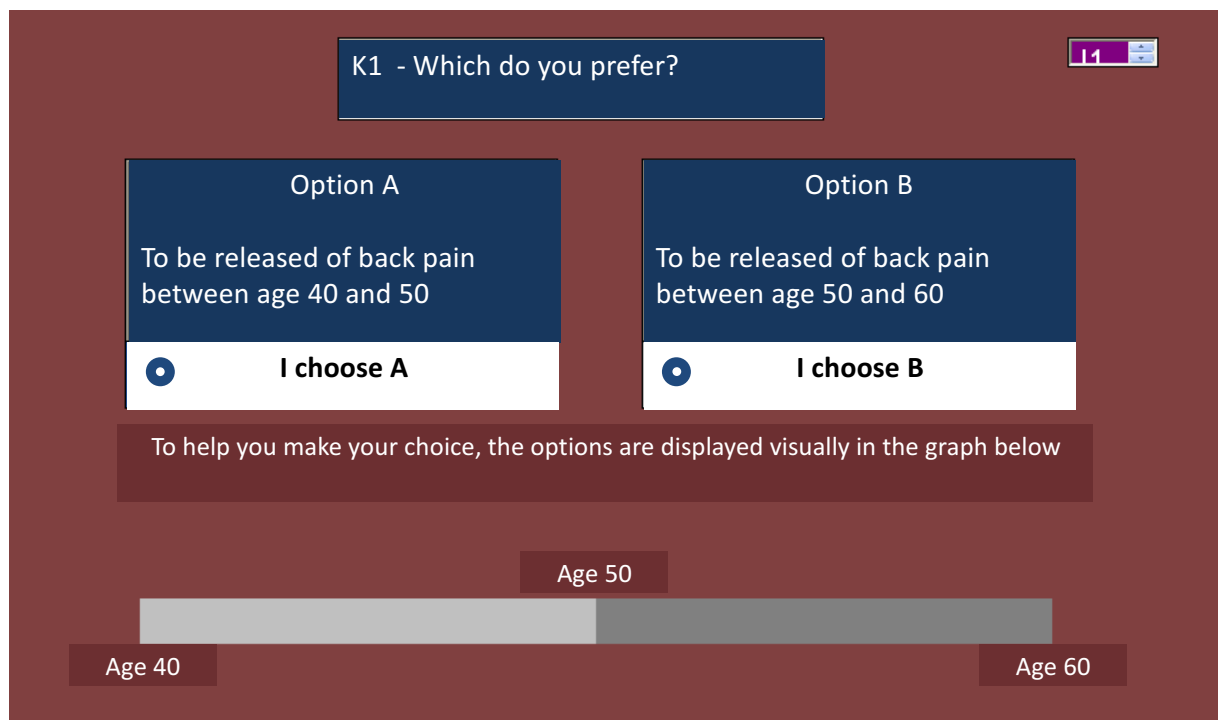 K1 - Which do you prefer?
J1
Option A
To be released of back pain
between age 40 and 50
I choose A
Option B
To be released of back pain
between age 50 and 60
I choose B
To help you make your choice, the options are displayed visually in the graph below
Age 50
Age 40
Age 60